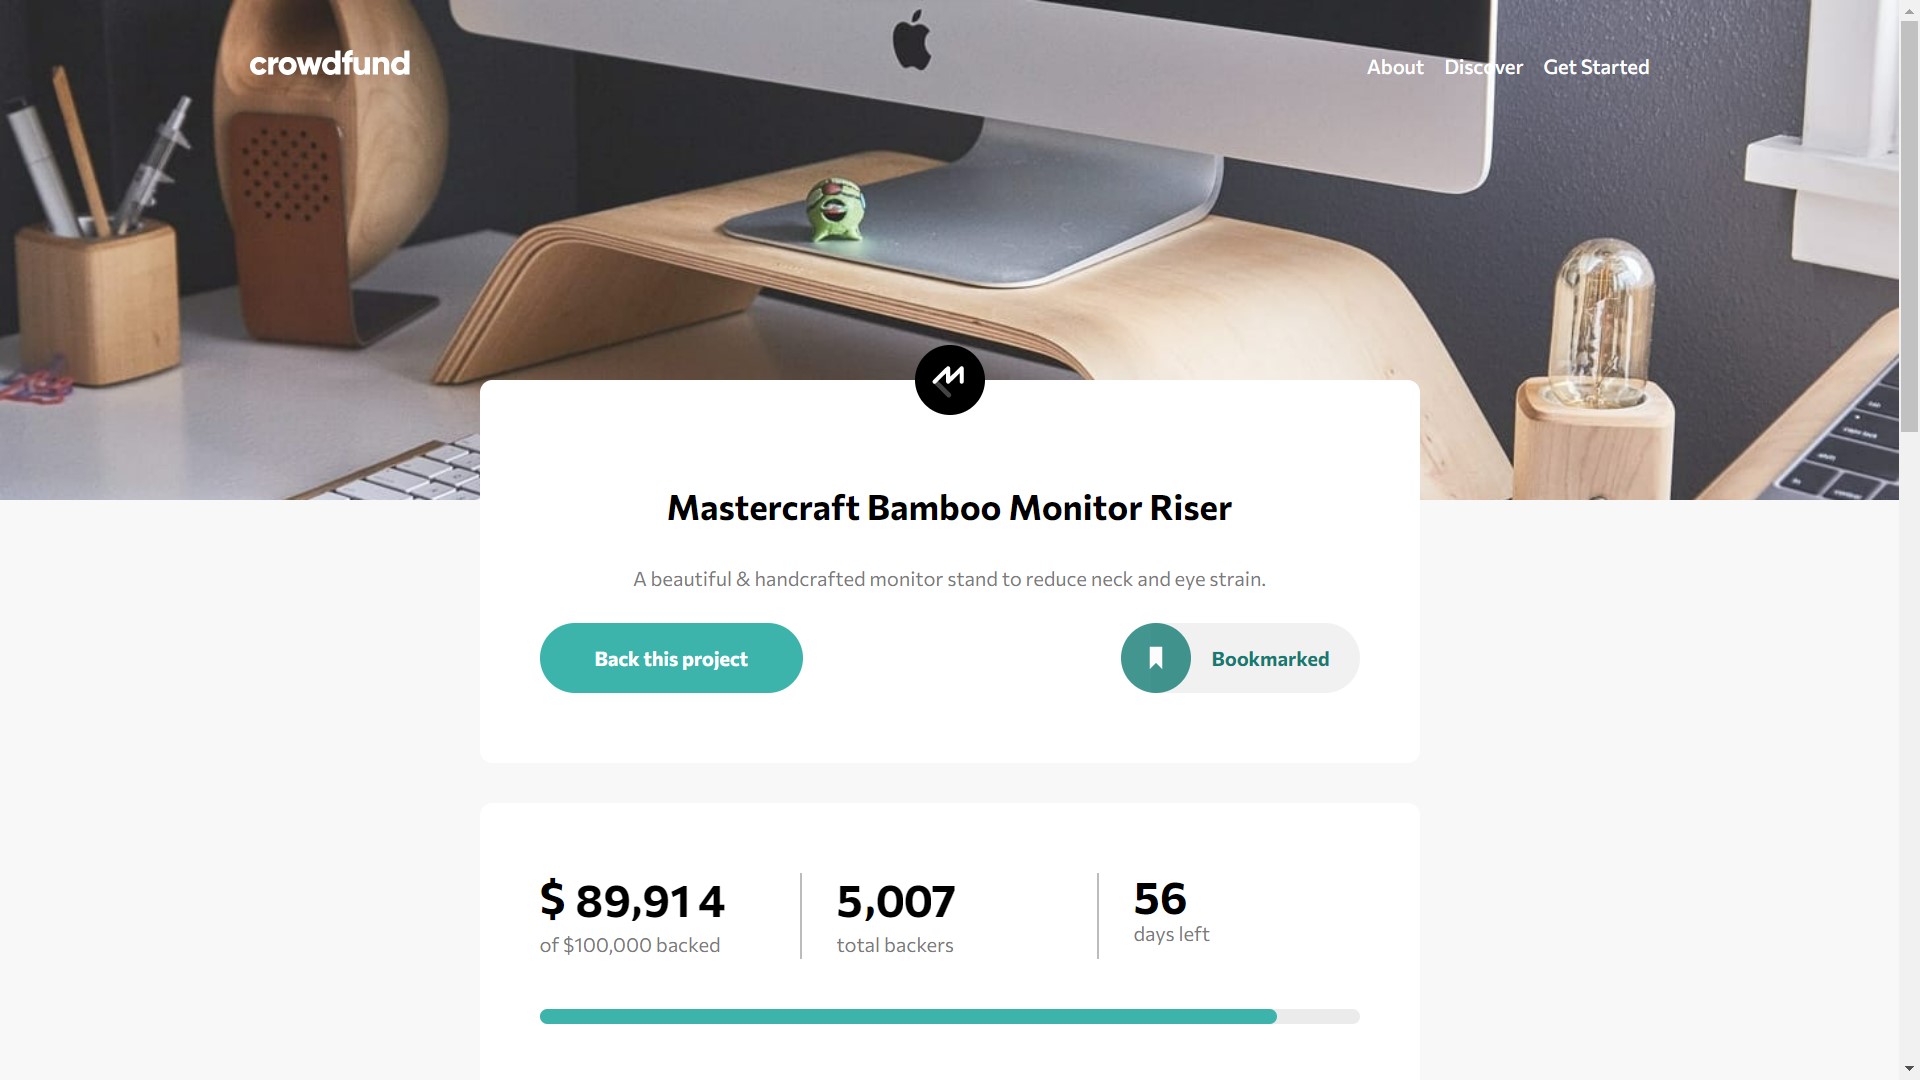 crowdfund
About Discover Get Started
Mastercraft Bamboo Monitor Riser
A beautiful & handcrafted monitor stand to reduce neck and eye strain.
Back this project
Bookmarked
$ 89,914
of $100,000 backed
5,007
total backers
56
days left